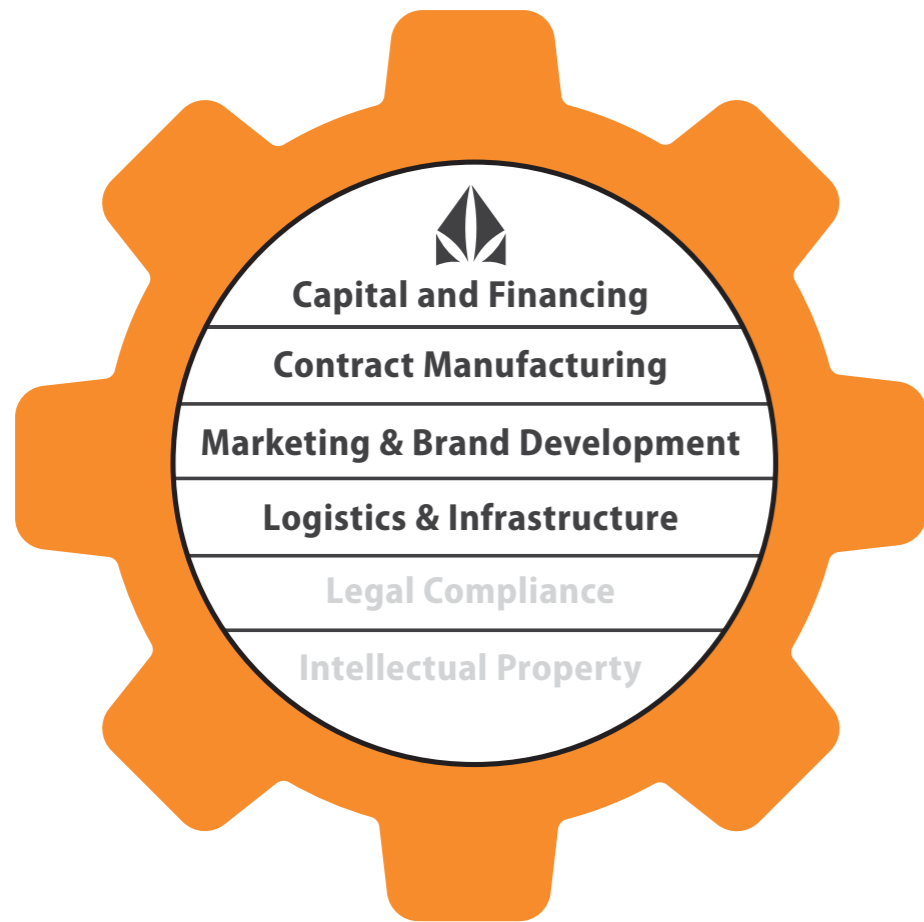 Capital and Financing
Contract Manufacturing
Marketing & Brand Development
Logistics & Infrastructure
Legal Compliance
Intellectual Property